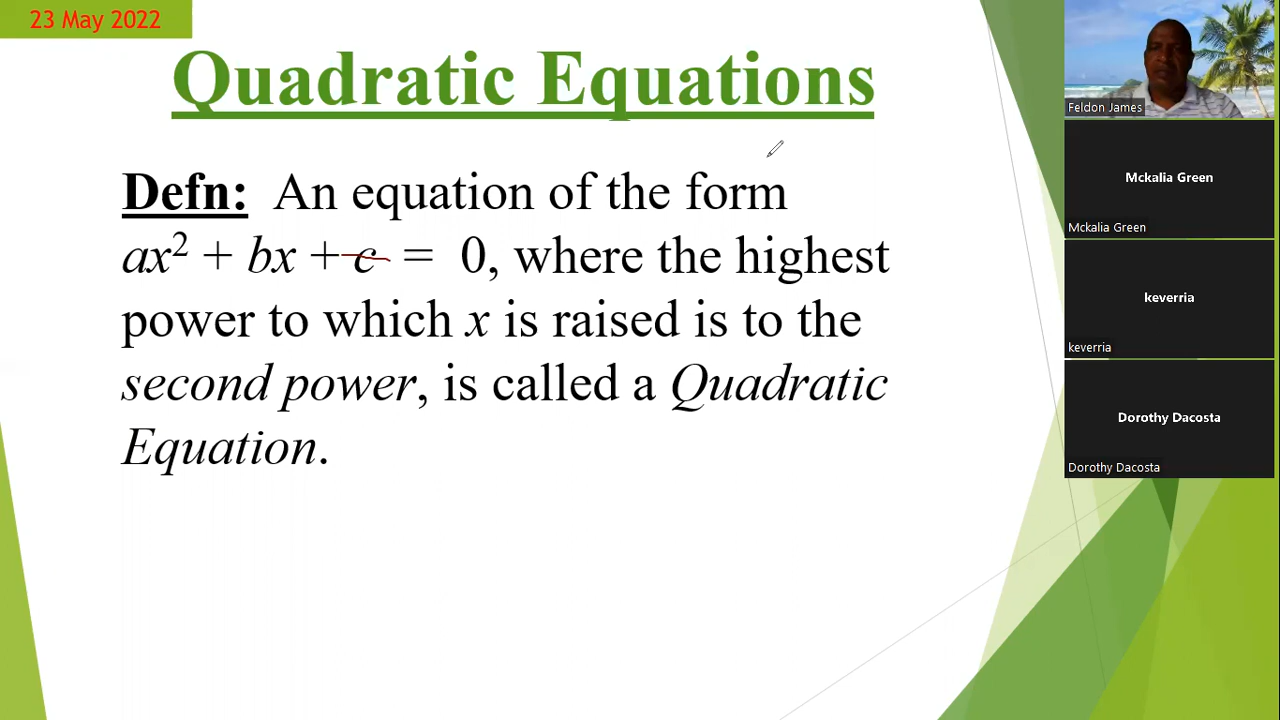 23 May 2022
Quadratic Equations
Defn: An equation of the form
ax² + bx + c = 0, where the highest
power to which x is raised is to the
second power, is called a Quadratic
Equation.
Feldon James
Mckalia Green
Mckalia Green
keverria
keverria
Dorothy Dacosta
Dorothy Dacosta